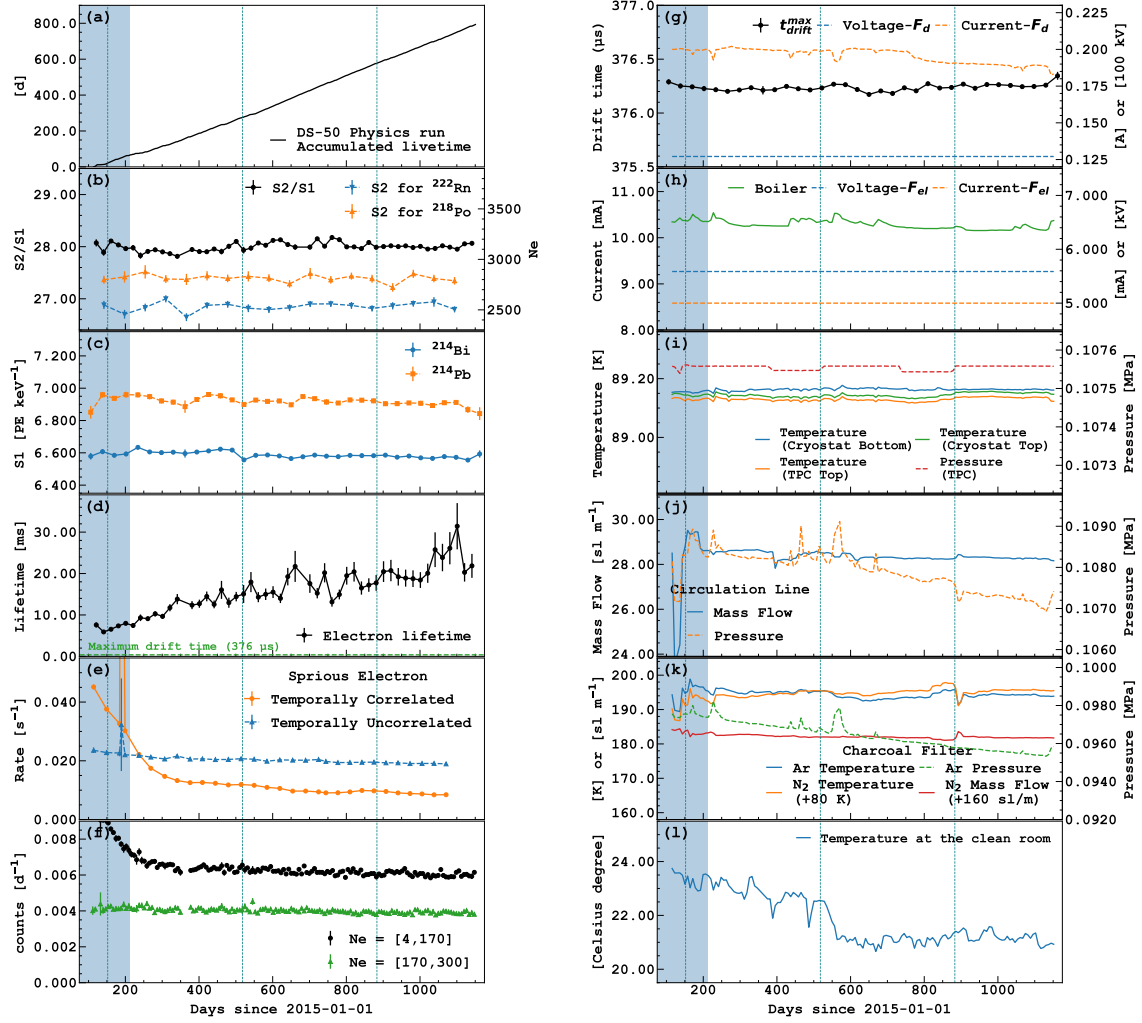 (a)
800.0
600.0
400.0
200.0
0.0
[d]
DS-50 Physics run
Accumulated livetime
(b)
29.00
28.00
27.00
S2/S1
3500
3000
2500
Ne
S2/S1
S2 for ²²²Rn
S2 for ²¹⁸Po
(c)
7.200
7.000
6.800
6.600
6.400
S1 [PE keV⁻¹]
²¹⁴Bi
²¹⁴Pb
(d)
30.00
20.00
10.00
0.00
Lifetime [ms]
Electron lifetime
Maximum drift time (376 μs)
(e)
0.040
0.020
0.000
Rate [s⁻¹]
Sprious Electron
Temporally Correlated
Temporally Uncorrelated
(f)
0.008
0.006
0.004
0.002
0.000
counts [d⁻¹]
Ne = [4,170]
Ne = [170,300]
200 400 600 800 1000
Days since 2015-01-01
(g)
377.0
376.5
376.0
375.5
Drift time (μs)
t_drift^max
Voltage-F_d
Current-F_d
0.225
0.200
0.175
0.150
0.125
[A] or [100 kV]
(h)
11.00
10.00
9.00
8.00
Current [mA]
Boiler
Voltage-F_el
Current-F_el
7.000
6.000
5.000
[mA] or [kV]
(i)
89.20
89.00
Temperature [K]
0.1076
0.1075
0.1074
0.1073
Pressure [MPa]
Temperature
(Cryostat Bottom)
Temperature
(TPC Top)
Temperature
(Cryostat Top)
Pressure
(TPC)
(j)
30.00
28.00
26.00
24.00
Mass Flow [sl m⁻¹]
0.1090
0.1080
0.1070
0.1060
Pressure [MPa]
Circulation Line
Mass Flow
Pressure
(k)
200.0
190.0
180.0
170.0
160.0
[K] or [sl m⁻¹]
0.1000
0.0980
0.0960
0.0940
0.0920
Pressure [MPa]
Charcoal Filter
Ar Temperature
N₂ Temperature
(+80 K)
Ar Pressure
N₂ Mass Flow
(+160 sl/m)
(l)
24.00
22.00
20.00
[Celsius degree]
Temperature at the clean room
200 400 600 800 1000
Days since 2015-01-01